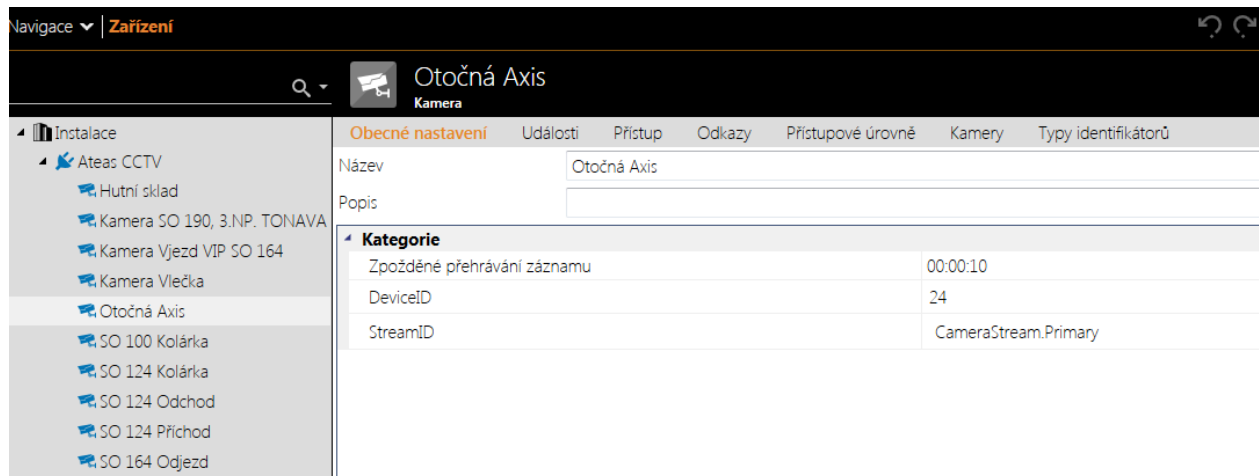 Navigace | Zařízení
Otočná Axis
Kamera
Instalace
Ateas CCTV
Hutní sklad
Kamera SO 190, 3.NP. TONAVA
Kamera Vjezd VIP SO 164
Kamera Vlečka
Otočná Axis
SO 100 Kolárka
SO 124 Kolárka
SO 124 Odchod
SO 124 Příchod
SO 164 Odjezd
Obecné nastavení Události Přístup Odkazy Přístupové úrovně Kamery Typy identifikátorů
Název Otočná Axis
Popis
Kategorie
Zpožděné přehrávání záznamu 00:00:10
DeviceID 24
StreamID CameraStream.Primary